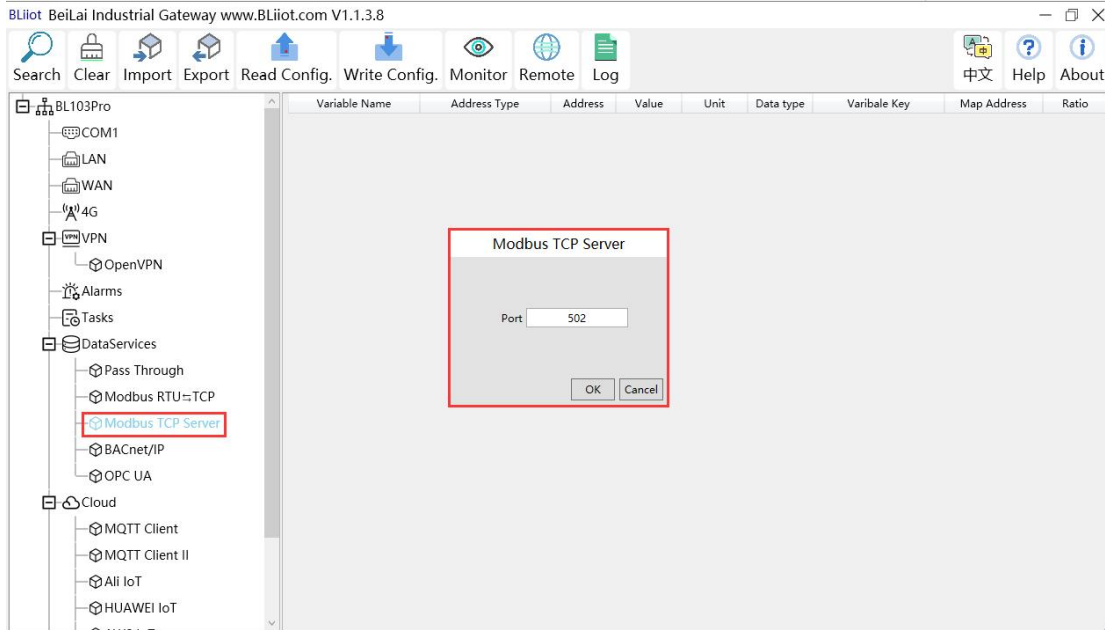 BLiiot BeiLai Industrial Gateway www.BLiiot.com V1.1.3.8
Search Clear Import Export Read Config. Write Config. Monitor Remote Log 中文 Help About
BL103Pro
Variable Name Address Type Address Value Unit Data type Varibale Key Map Address Ratio
COM1
LAN
WAN
4G
VPN
OpenVPN
Alarms
Tasks
DataServices
Pass Through
Modbus RTU⇆TCP
Modbus TCP Server
BACnet/IP
OPC UA
Cloud
MQTT Client
MQTT Client II
Ali IoT
HUAWEI IoT
Modbus TCP Server
Port 502
OK Cancel